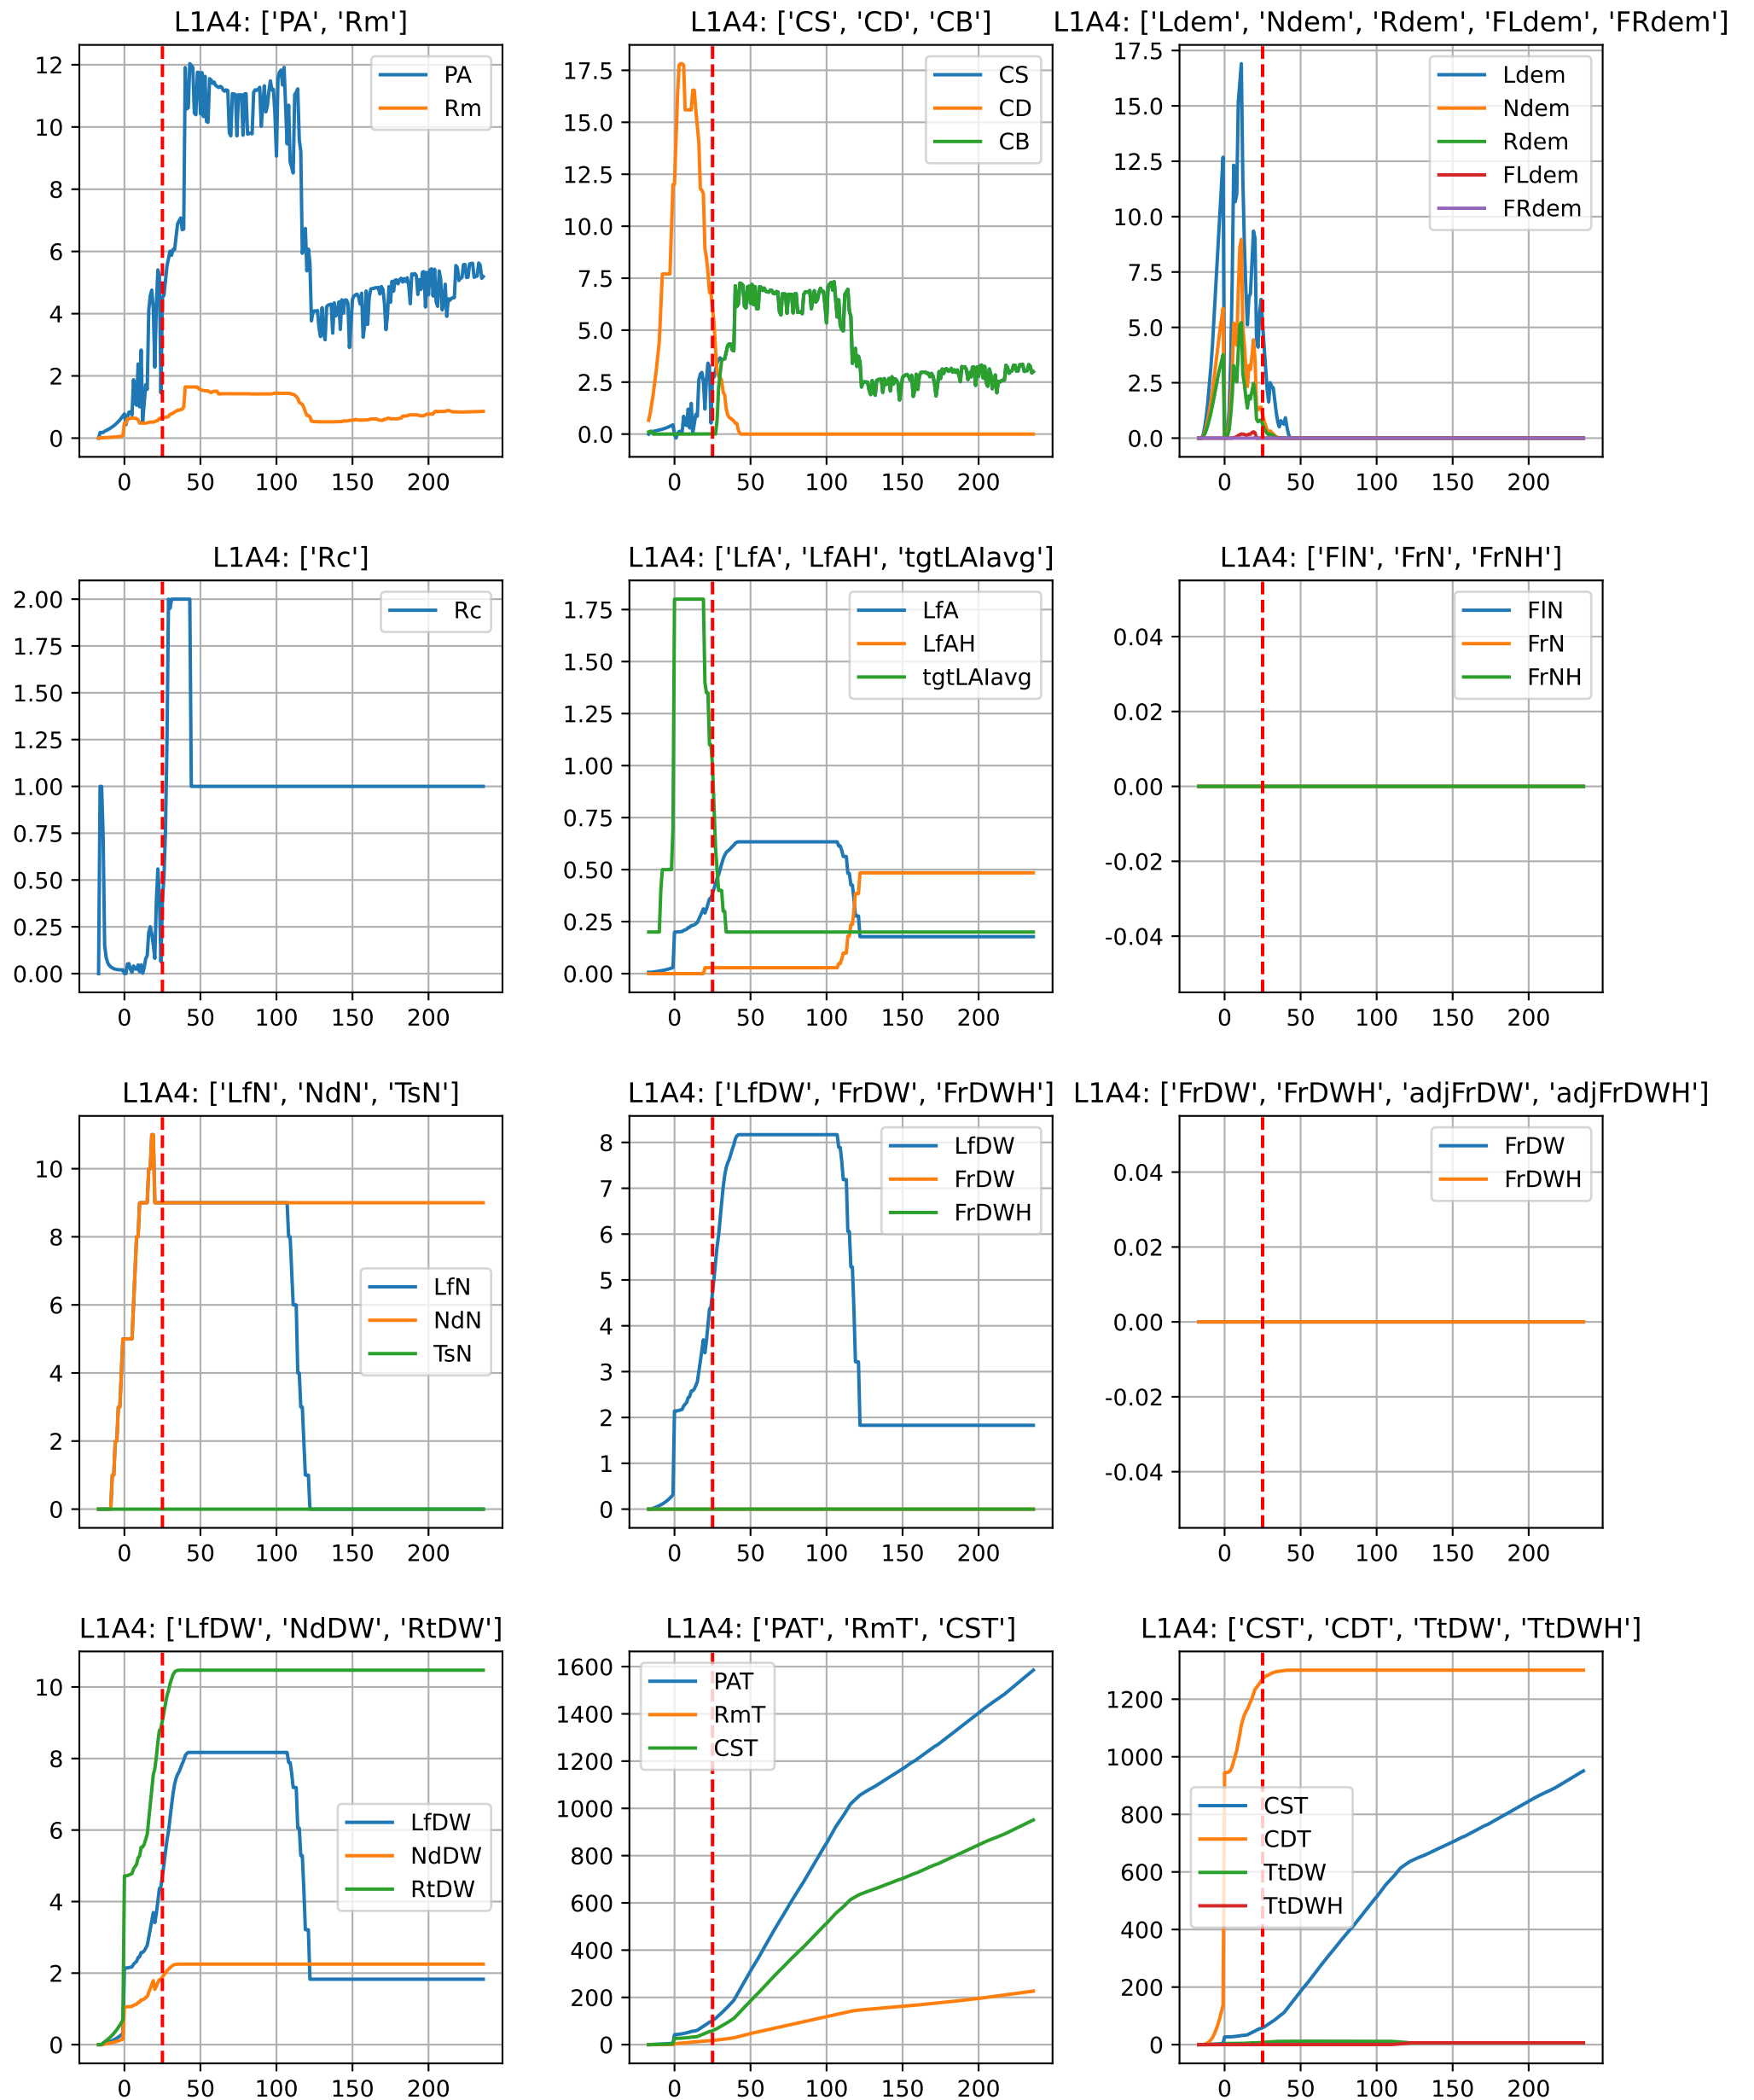 L1A4: ['PA', 'Rm']
12
10
8
6
4
2
0
0 50 100 150 200
PA
Rm
L1A4: ['CS', 'CD', 'CB']
17.5
15.0
12.5
10.0
7.5
5.0
2.5
0.0
0 50 100 150 200
CS
CD
CB
L1A4: ['Ldem', 'Ndem', 'Rdem', 'FLdem', 'FRdem']
17.5
15.0
12.5
10.0
7.5
5.0
2.5
0.0
0 50 100 150 200
Ldem
Ndem
Rdem
FLdem
FRdem
L1A4: ['Rc']
2.00
1.75
1.50
1.25
1.00
0.75
0.50
0.25
0.00
0 50 100 150 200
Rc
L1A4: ['LfA', 'LfAH', 'tgtLAIavg']
1.75
1.50
1.25
1.00
0.75
0.50
0.25
0.00
0 50 100 150 200
LfA
LfAH
tgtLAIavg
L1A4: ['FlN', 'FrN', 'FrNH']
0.04
0.02
0.00
-0.02
-0.04
0 50 100 150 200
FlN
FrN
FrNH
L1A4: ['LfN', 'NdN', 'TsN']
10
8
6
4
2
0
0 50 100 150 200
LfN
NdN
TsN
L1A4: ['LfDW', 'FrDW', 'FrDWH']
8
7
6
5
4
3
2
1
0
0 50 100 150 200
LfDW
FrDW
FrDWH
L1A4: ['FrDW', 'FrDWH', 'adjFrDW', 'adjFrDWH']
0.04
0.02
0.00
-0.02
-0.04
0 50 100 150 200
FrDW
FrDWH
L1A4: ['LfDW', 'NdDW', 'RtDW']
10
8
6
4
2
0
0 50 100 150 200
LfDW
NdDW
RtDW
L1A4: ['PAT', 'RmT', 'CST']
1600
1400
1200
1000
800
600
400
200
0
0 50 100 150 200
PAT
RmT
CST
L1A4: ['CST', 'CDT', 'TtDW', 'TtDWH']
1200
1000
800
600
400
200
0
0 50 100 150 200
CST
CDT
TtDW
TtDWH